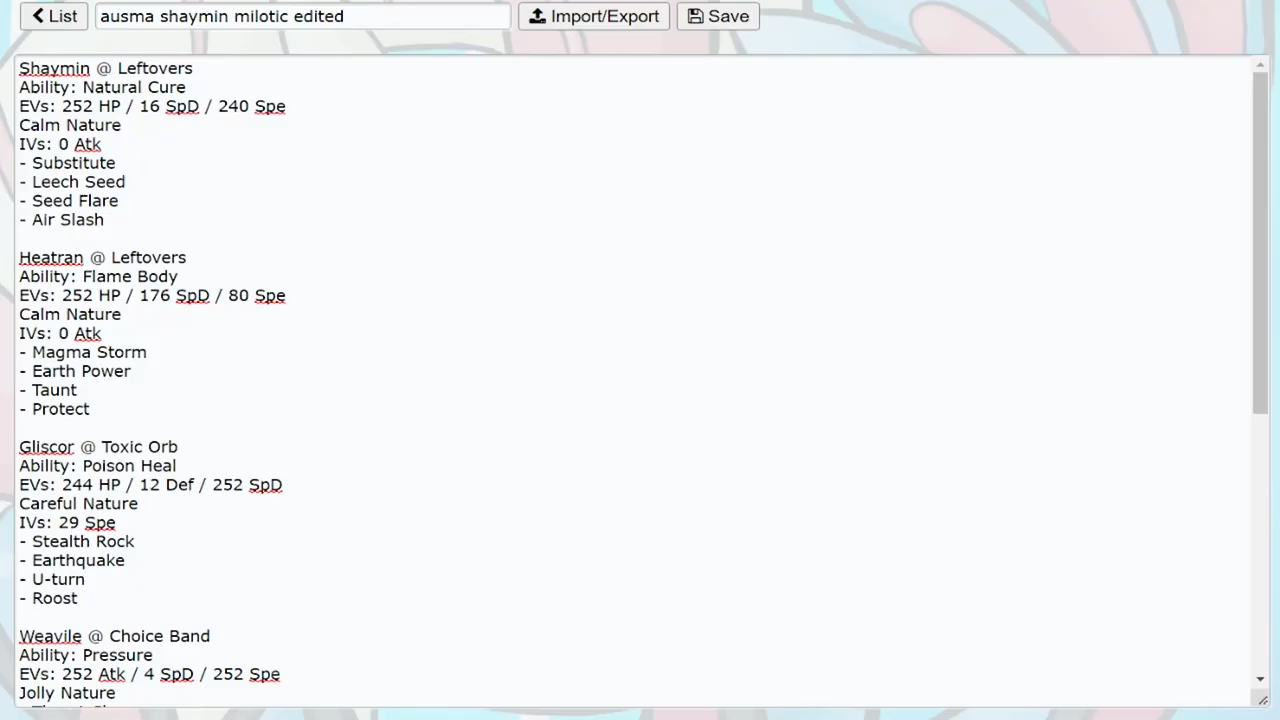 List
ausma shaymin milotic edited
Import/Export
Save
Shaymin @ Leftovers
Ability: Natural Cure
EVs: 252 HP / 16 SpD / 240 Spe
Calm Nature
IVs: 0 Atk
- Substitute
- Leech Seed
- Seed Flare
- Air Slash
Heatran @ Leftovers
Ability: Flame Body
EVs: 252 HP / 176 SpD / 80 Spe
Calm Nature
IVs: 0 Atk
- Magma Storm
- Earth Power
- Taunt
- Protect
Gliscor @ Toxic Orb
Ability: Poison Heal
EVs: 244 HP / 12 Def / 252 SpD
Careful Nature
IVs: 29 Spe
- Stealth Rock
- Earthquake
- U-turn
- Roost
Weavile @ Choice Band
Ability: Pressure
EVs: 252 Atk / 4 SpD / 252 Spe
Jolly Nature